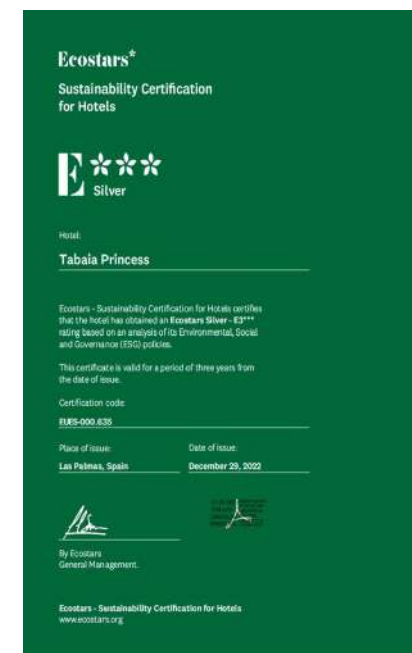 Ecostars*
Sustainability Certification
for Hotels
E***
Silver
Hotel:
Tabaia Princess
Ecostars - Sustainability Certification for Hotels certifies
that the hotel has obtained an Ecostars Silver - E3***
rating based on an analysis of its Environmental, Social
and Governance (ESG) policies.
This certificate is valid for a period of three years from
the date of issue.
Certification code:
EUES-000.635
Place of issue:
Date of issue:
Las Palmas, Spain
December 29, 2022
By Ecostars
General Management.
Ecostars - Sustainability Certification for Hotels
www.ecostars.org